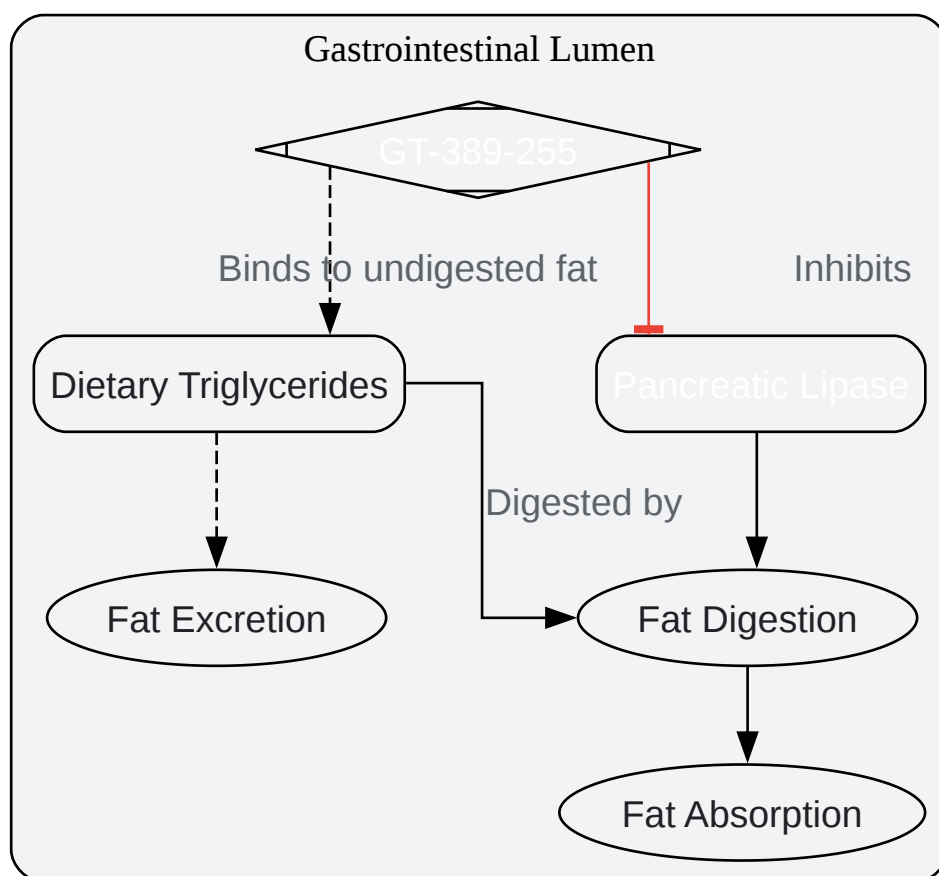 Gastrointestinal Lumen
GT-389-255
Binds to undigested fat
Inhibits
Dietary Triglycerides
Pancreatic Lipase
Digested by
Fat Excretion
Fat Digestion
Fat Absorption